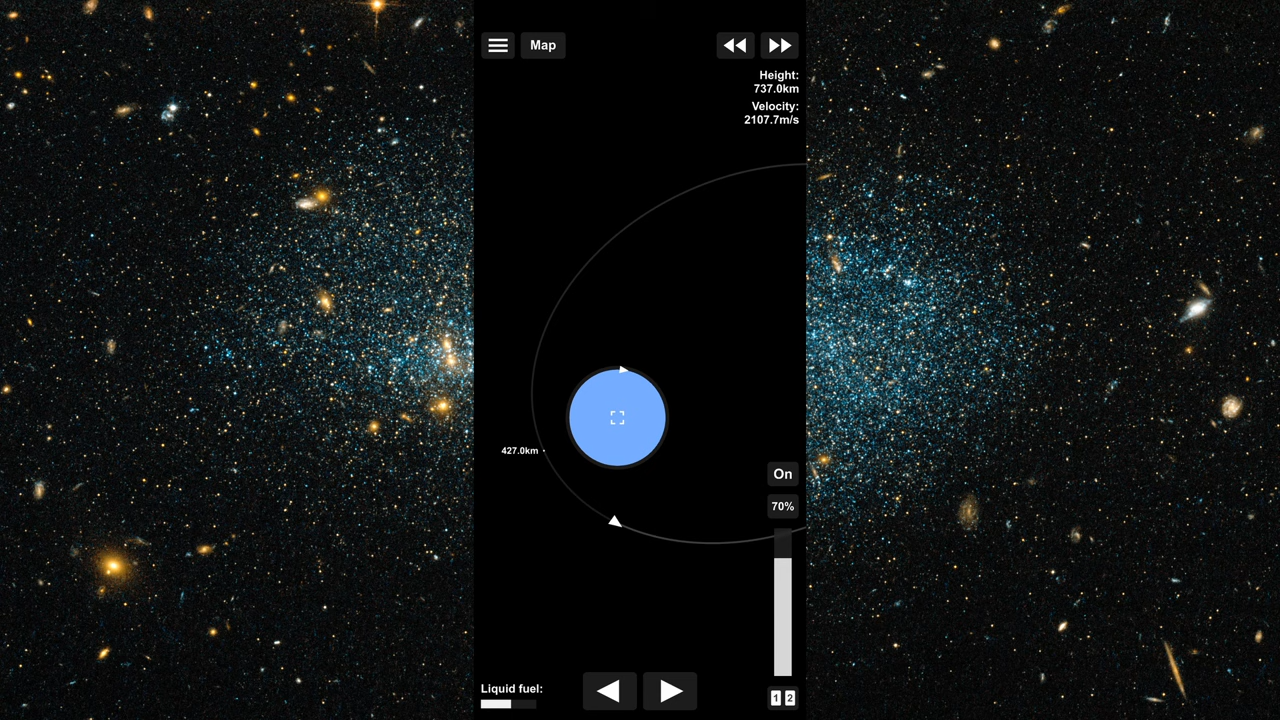 Map
Height:
737.0km
Velocity:
2107.7m/s
427.0km
On
70%
Liquid fuel:
1 2